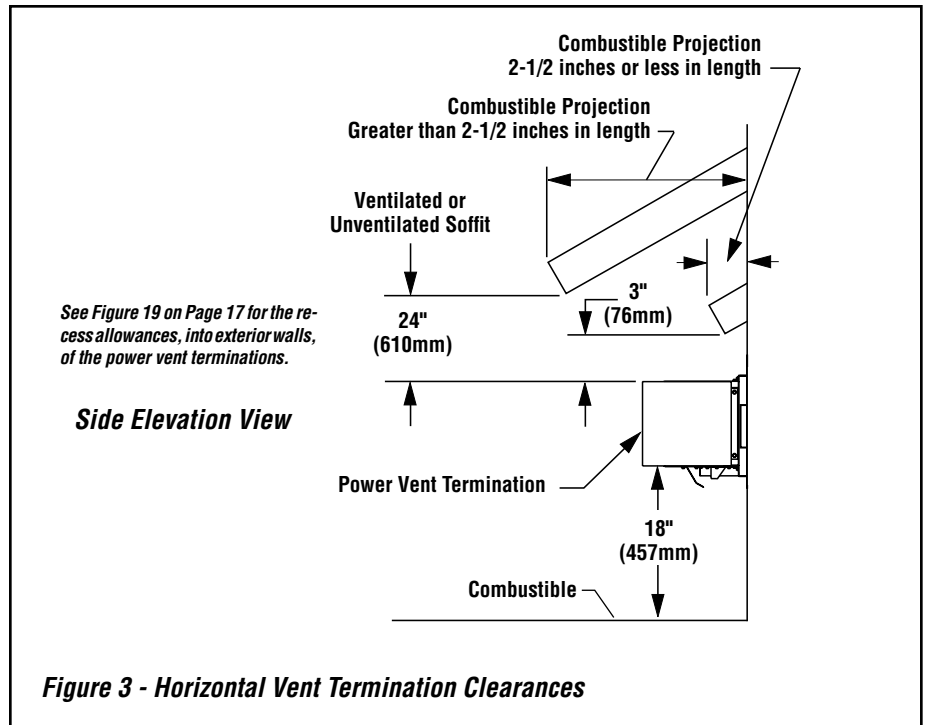 Combustible Projection
2-1/2 inches or less in length
Combustible Projection
Greater than 2-1/2 inches in length
Ventilated or
Unventilated Soffit
3"
(76mm)
24"
(610mm)
See Figure 19 on Page 17 for the re-
cess allowances, into exterior walls,
of the power vent terminations.
Side Elevation View
Power Vent Termination
18"
(457mm)
Combustible
Figure 3 - Horizontal Vent Termination Clearances